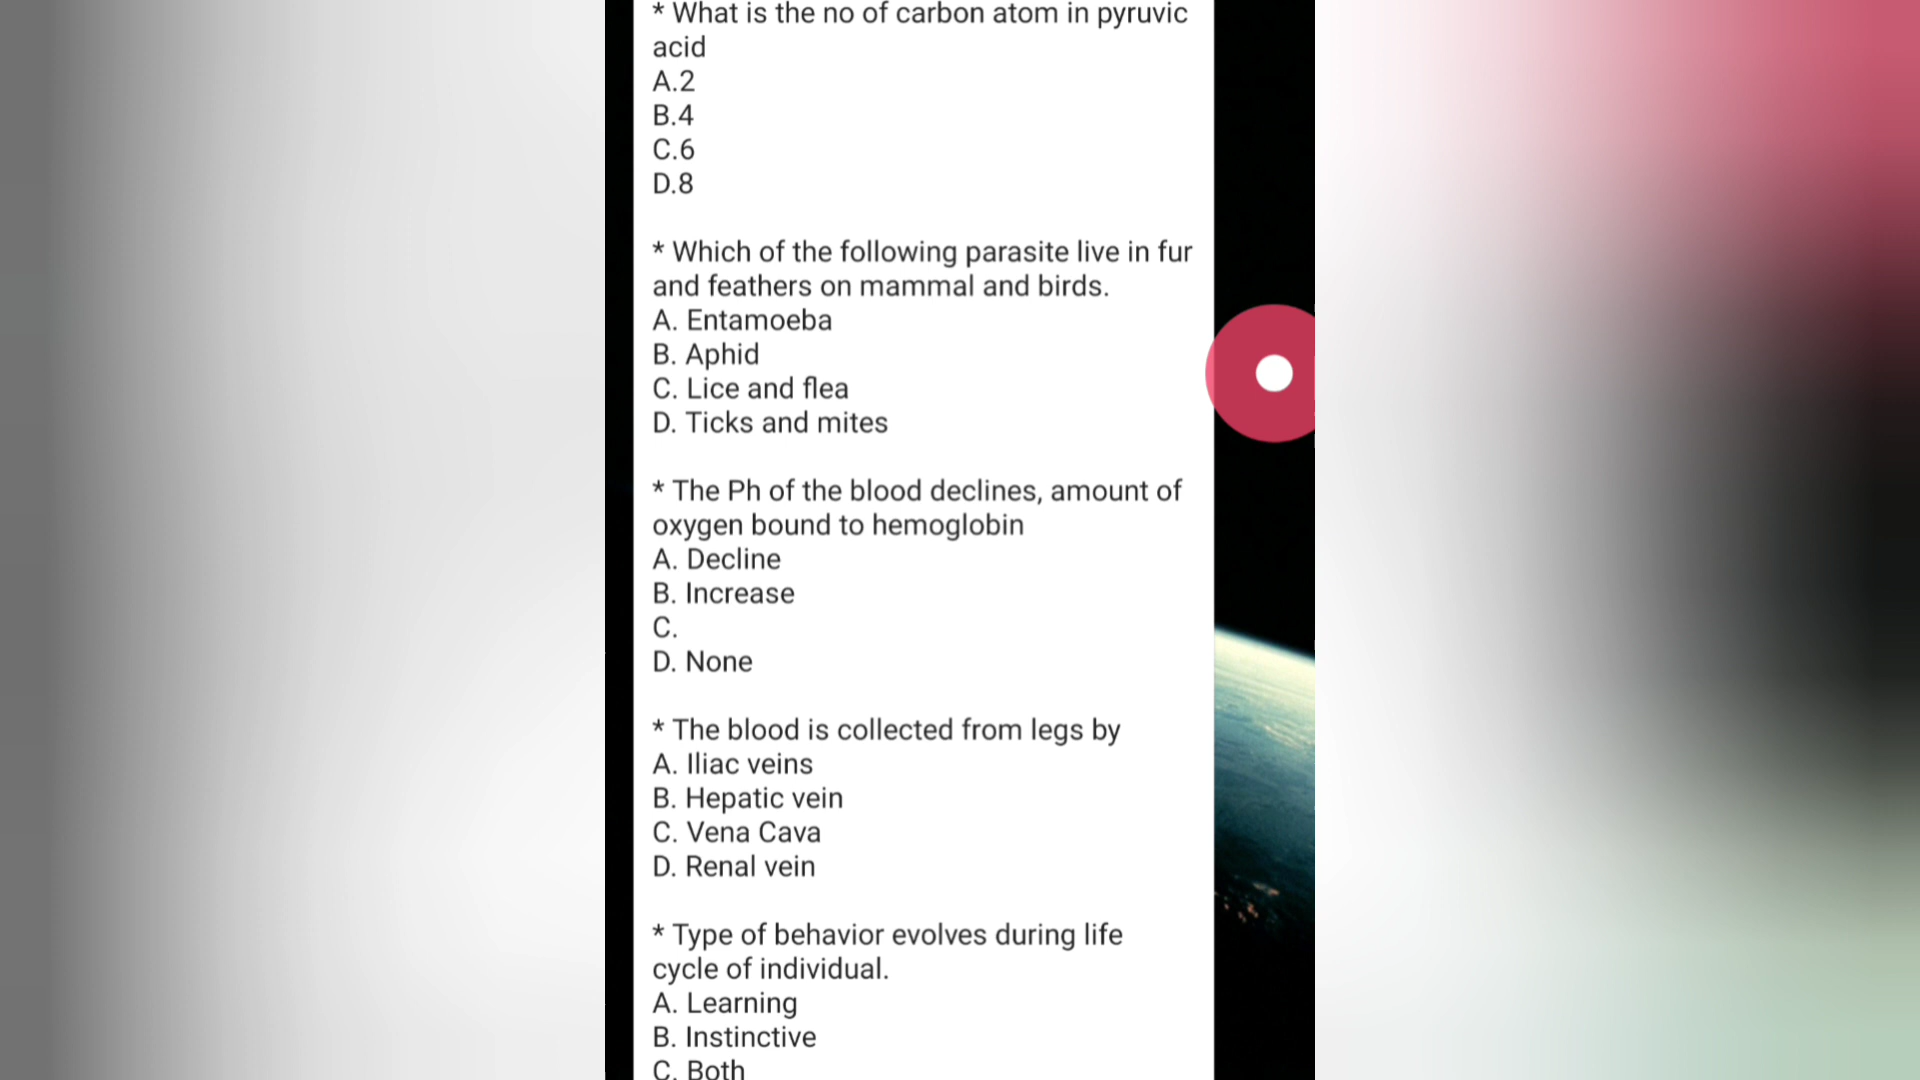 * What is the no of carbon atom in pyruvic
acid
A.2
B.4
C.6
D.8
* Which of the following parasite live in fur
and feathers on mammal and birds.
A. Entamoeba
B. Aphid
C. Lice and flea
D. Ticks and mites
* The Ph of the blood declines, amount of
oxygen bound to hemoglobin
A. Decline
B. Increase
C.
D. None
* The blood is collected from legs by
A. Iliac veins
B. Hepatic vein
C. Vena Cava
D. Renal vein
* Type of behavior evolves during life
cycle of individual.
A. Learning
B. Instinctive
C. Both